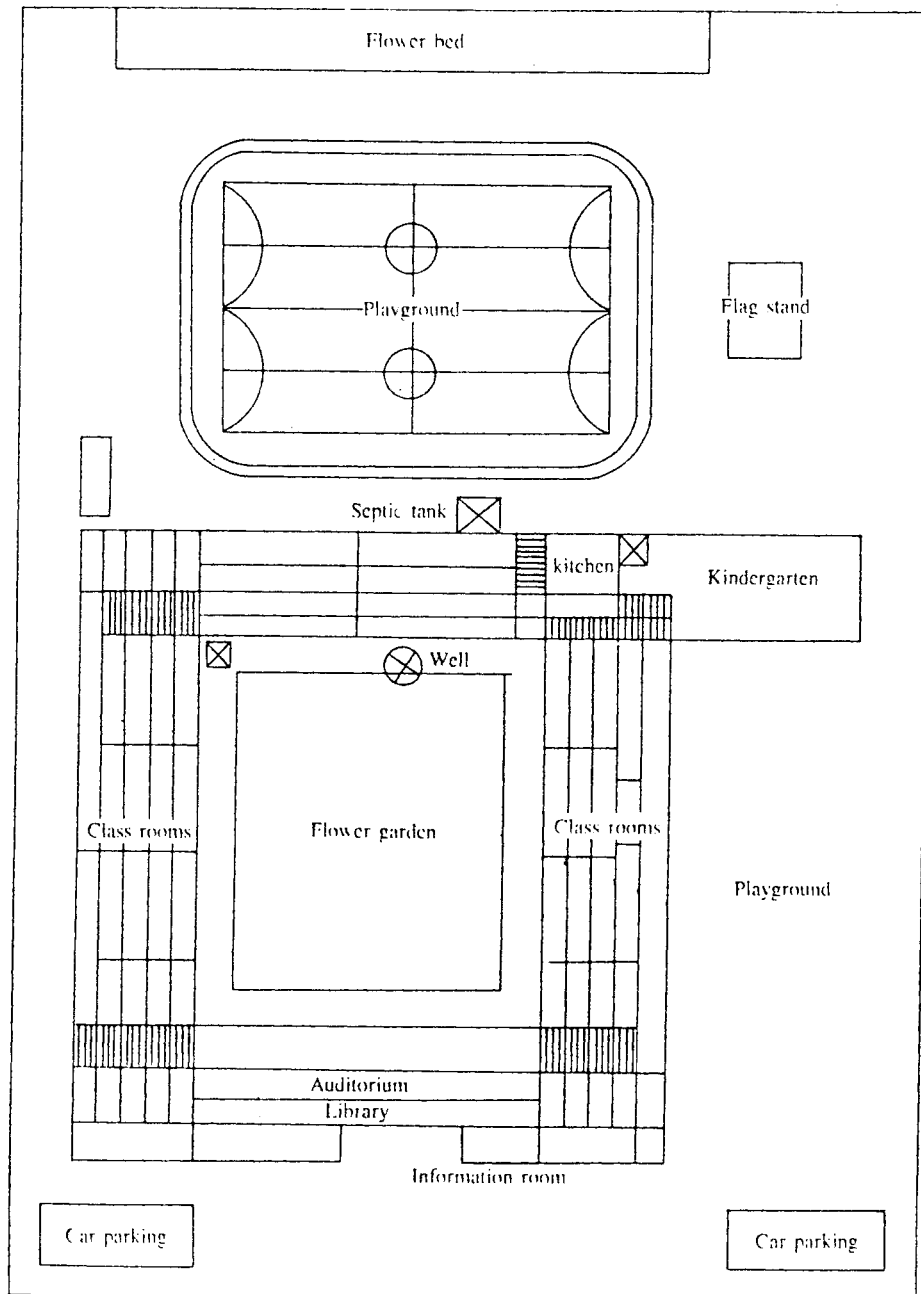 Flower bed
Playground
Flag stand
Septic tank
kitchen
Kindergarten
Well
Class rooms
Flower garden
Class rooms
Playground
Auditorium
Library
Information room
Car parking
Car parking